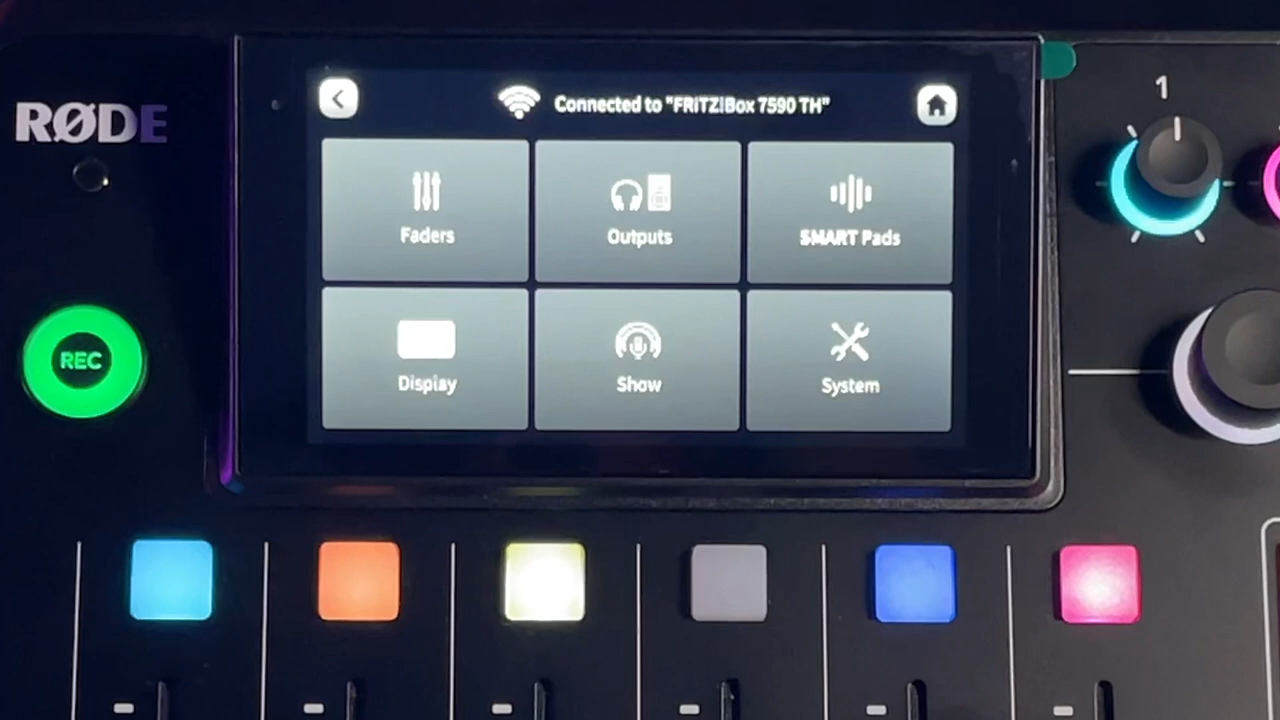 Connected to "FRITZ!Box 7590 TH"
RØDE
1
Faders
Outputs
SMART Pads
REC
Display
Show
System